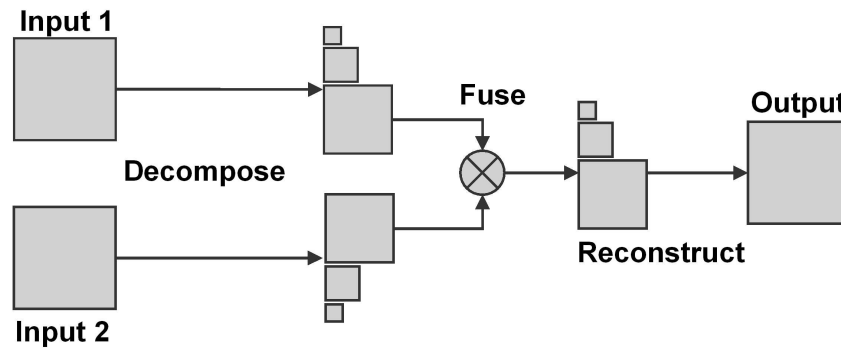 Input 1
Fuse
Output
Decompose
Reconstruct
Input 2